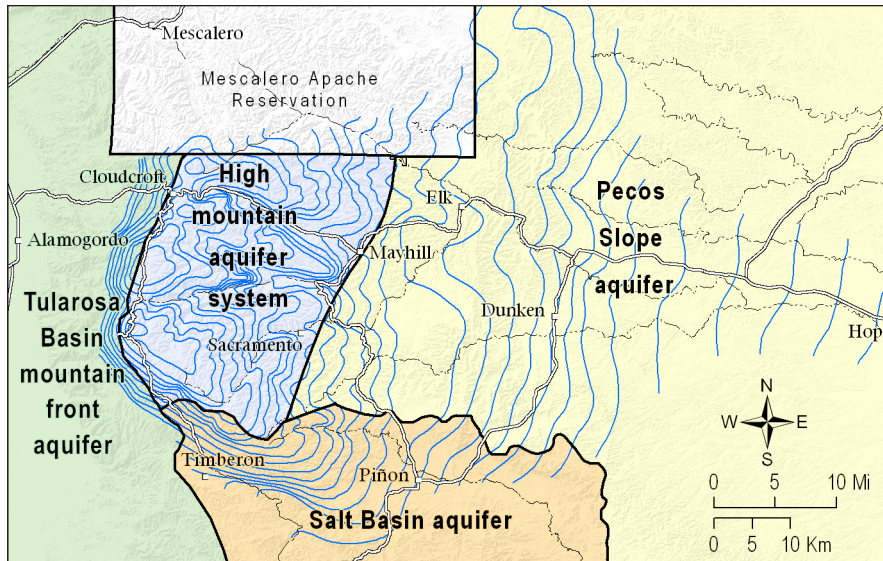 Mescalero
Mescalero Apache
Reservation
Cloudcroft
High
mountain
aquifer
system
Elk
Pecos
Slope
aquifer
Alamogordo
Mayhill
Tularosa
Basin
mountain
front
aquifer
Dunken
Sacramento
Hop
N
W
E
S
Timberon
Piñon
Salt Basin aquifer
0 5 10 Mi
0 5 10 Km